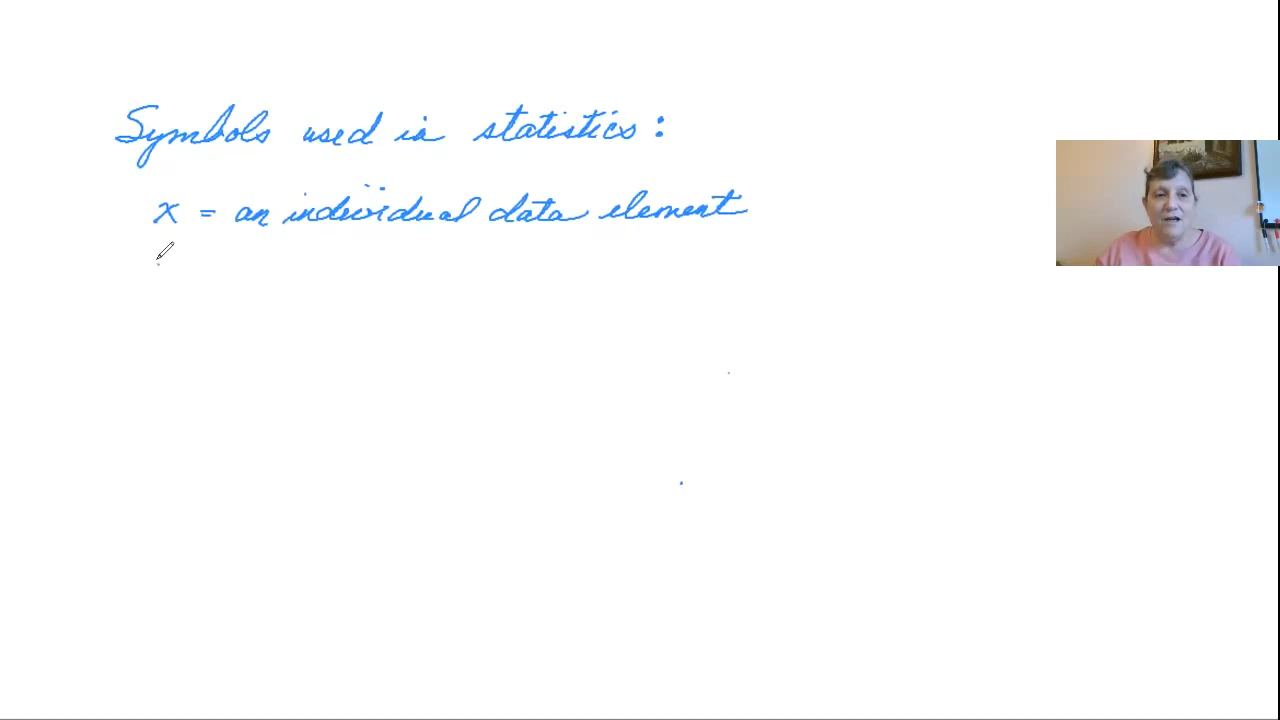 Symbols used in statistics:
x = an individual data element